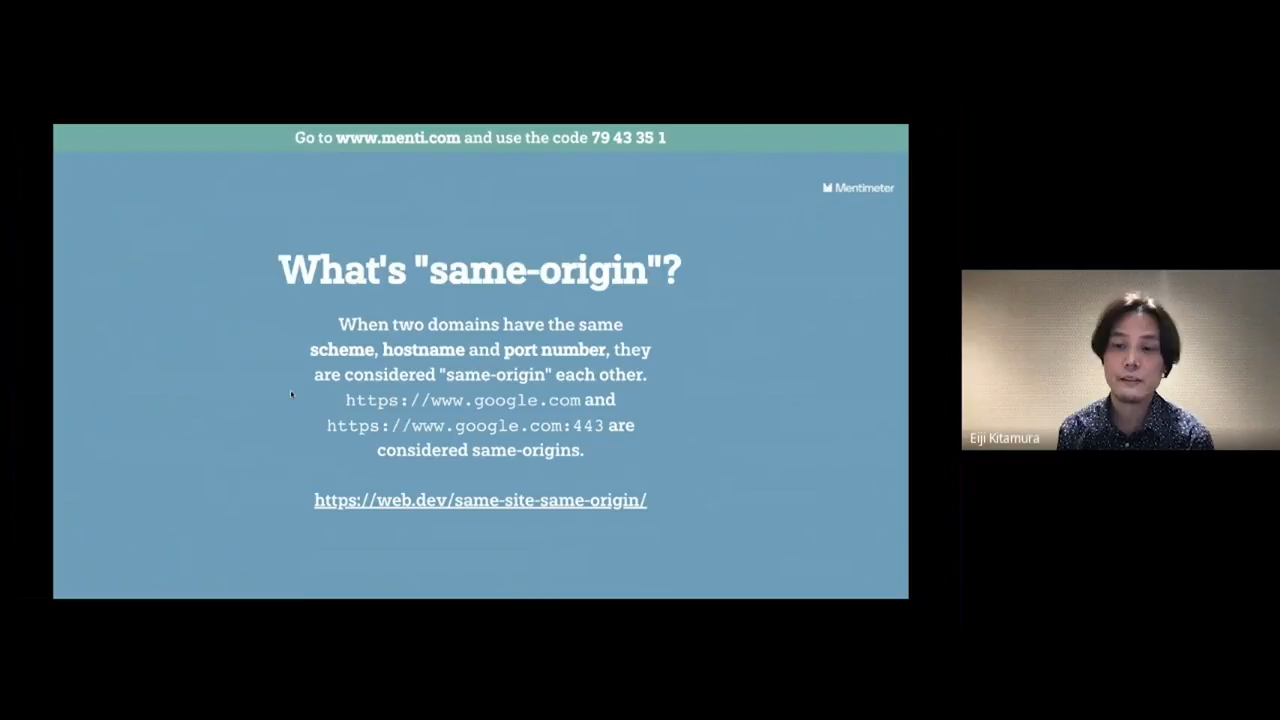 Go to www.menti.com and use the code 79 43 35 1
Mentimeter
What's "same-origin"?
When two domains have the same
scheme, hostname and port number, they
are considered "same-origin" each other.
https://www.google.com and
https://www.google.com:443 are
considered same-origins.
https://web.dev/same-site-same-origin/
Eiji Kitamura